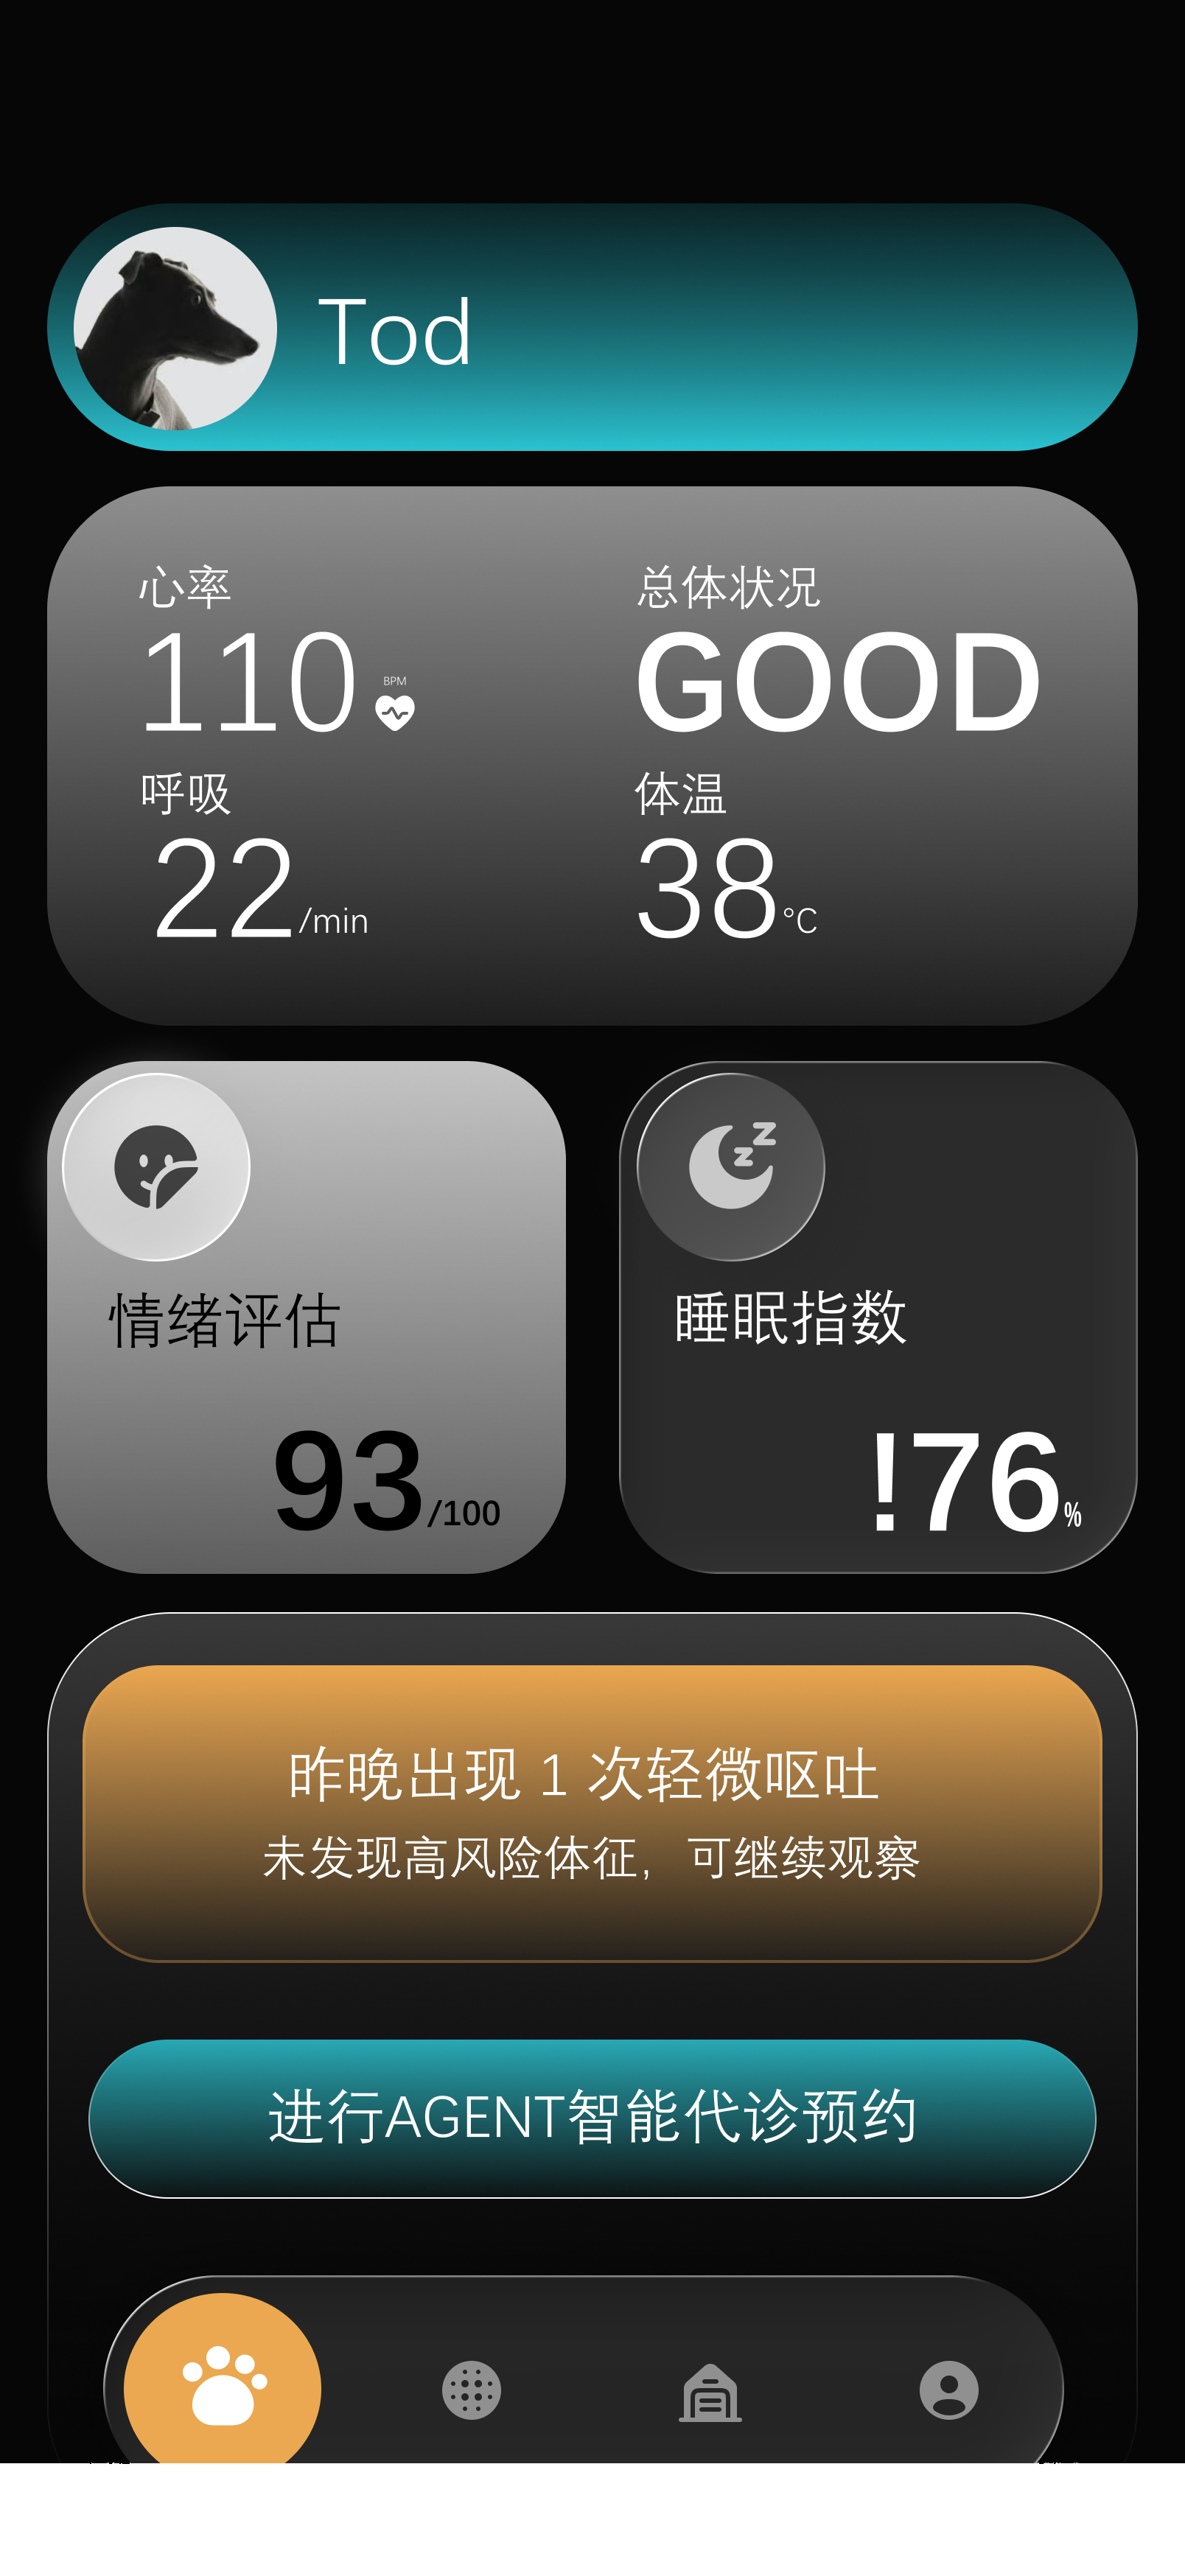 Tod
心率
总体状况
110 BPM
GOOD
呼吸
体温
22/min
38°C
情绪评估
睡眠指数
93/100
!76%
昨晚出现 1 次轻微呕吐
未发现高风险体征，可继续观察
进行AGENT智能代诊预约